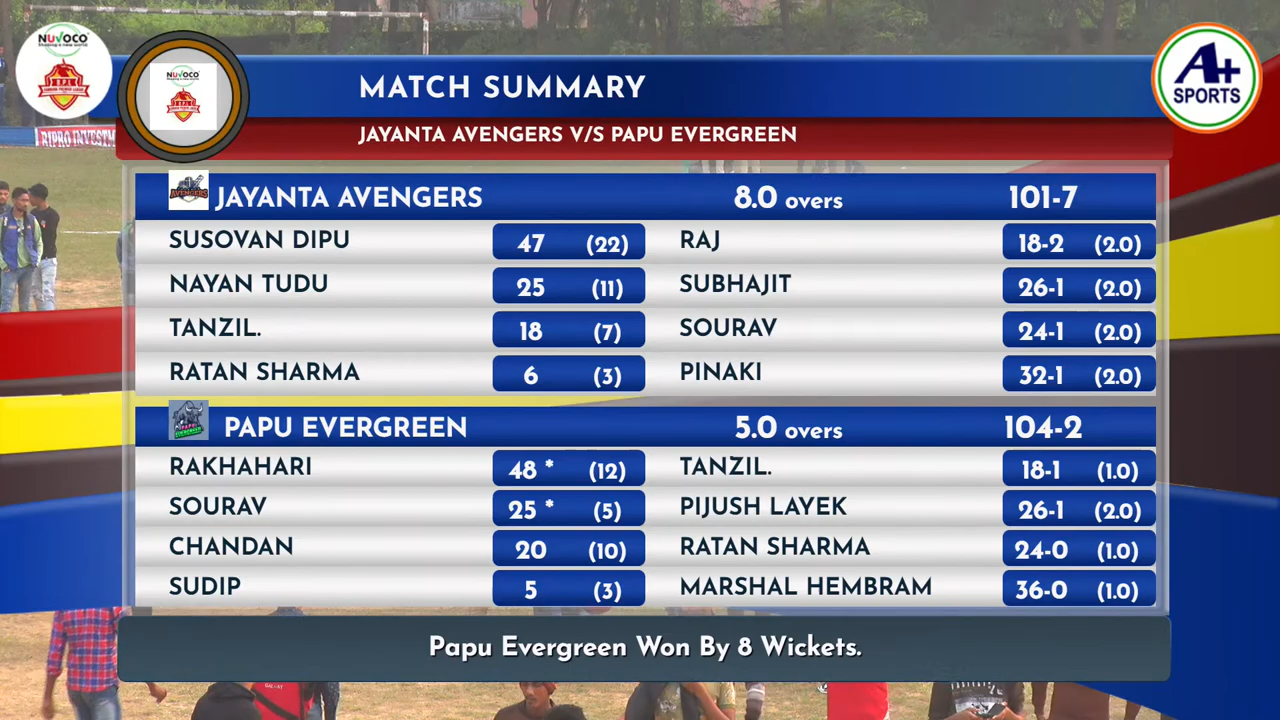 NUVOCO
NUVOCO
MATCH SUMMARY
A+
SPORTS
JAYANTA AVENGERS V/S PAPU EVERGREEN
RIPRO INVESTM
AVENGERS
JAYANTA AVENGERS 8.0 overs 101-7
SUSOVAN DIPU 47 (22) RAJ 18-2 (2.0)
NAYAN TUDU 25 (11) SUBHAJIT 26-1 (2.0)
TANZIL. 18 (7) SOURAV 24-1 (2.0)
RATAN SHARMA 6 (3) PINAKI 32-1 (2.0)
PAPU EVERGREEN 5.0 overs 104-2
RAKHAHARI 48 * (12) TANZIL. 18-1 (1.0)
SOURAV 25 * (5) PIJUSH LAYEK 26-1 (2.0)
CHANDAN 20 (10) RATAN SHARMA 24-0 (1.0)
SUDIP 5 (3) MARSHAL HEMBRAM 36-0 (1.0)
Papu Evergreen Won By 8 Wickets.